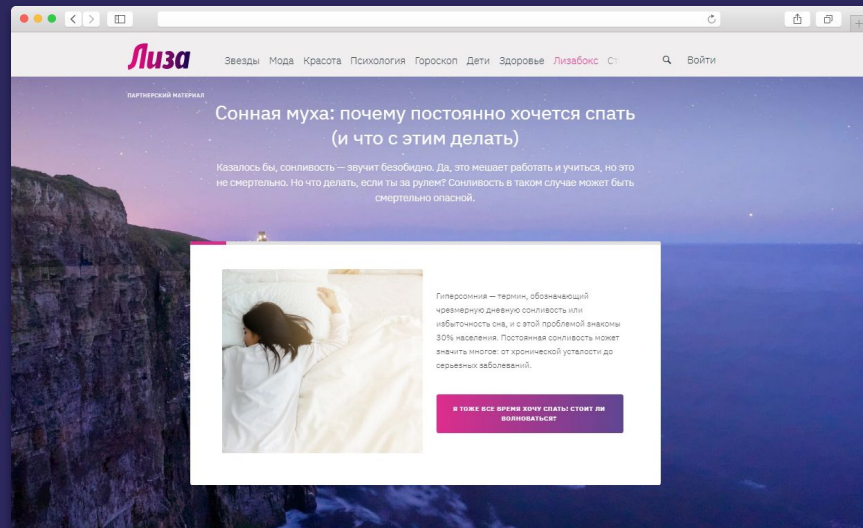 Лиза
Звезды Мода Красота Психология Гороскоп Дети Здоровье Лизабокс Ст
Войти
ПАРТНЕРСКИЙ МАТЕРИАЛ
Сонная муха: почему постоянно хочется спать
(и что с этим делать)
Казалось бы, сонливость — звучит безобидно. Да, это мешает работать и учиться, но это
не смертельно. Но что делать, если ты за рулем? Сонливость в таком случае может быть
смертельно опасной.
Гиперсомния — термин, обозначающий
чрезмерную дневную сонливость или
избыточность сна, и с этой проблемой знакомы
30% населения. Постоянная сонливость может
значить многое: от хронической усталости до
серьезных заболеваний.
Я ТОЖЕ ВСЕ ВРЕМЯ ХОЧУ СПАТЬ! СТОИТ ЛИ
ВОЛНОВАТЬСЯ?